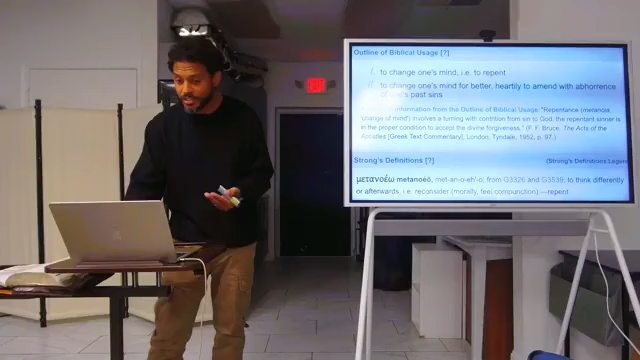 EXIT
Outline of Biblical Usage [?]
I. to change one's mind, i.e. to repent
II. to change one's mind for better, heartily to amend with abhorrence
of one's past sins
information from the Outline of Biblical Usage: "Repentance (metanoia,
'change of mind') involves a turning with contrition from sin to God; the repentant sinner is
in the proper condition to accept the divine forgiveness." (F. F. Bruce. The Acts of the
Apostles [Greek Text Commentary], London: Tyndale, 1952, p. 97.)
Strong's Definitions [?]
(Strong's Definitions Legend
μετανοέω metanoéō, met-an-o-eh'-o; from G3326 and G3539; to think differently
or afterwards, i.e. reconsider (morally, feel compunction):—repent